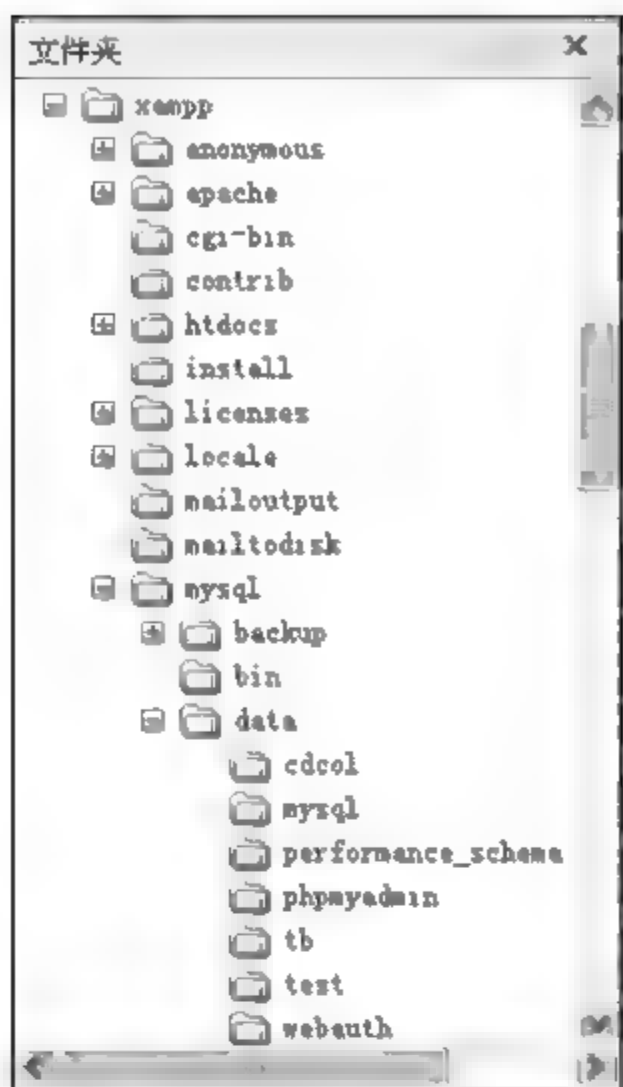 文件夹
xampp
anonymous
apache
cgi-bin
contrib
htdocs
install
licenses
locale
mailoutput
mailtodisk
mysql
backup
bin
data
cdcol
mysql
performance_schema
phpmyadmin
tb
test
webauth